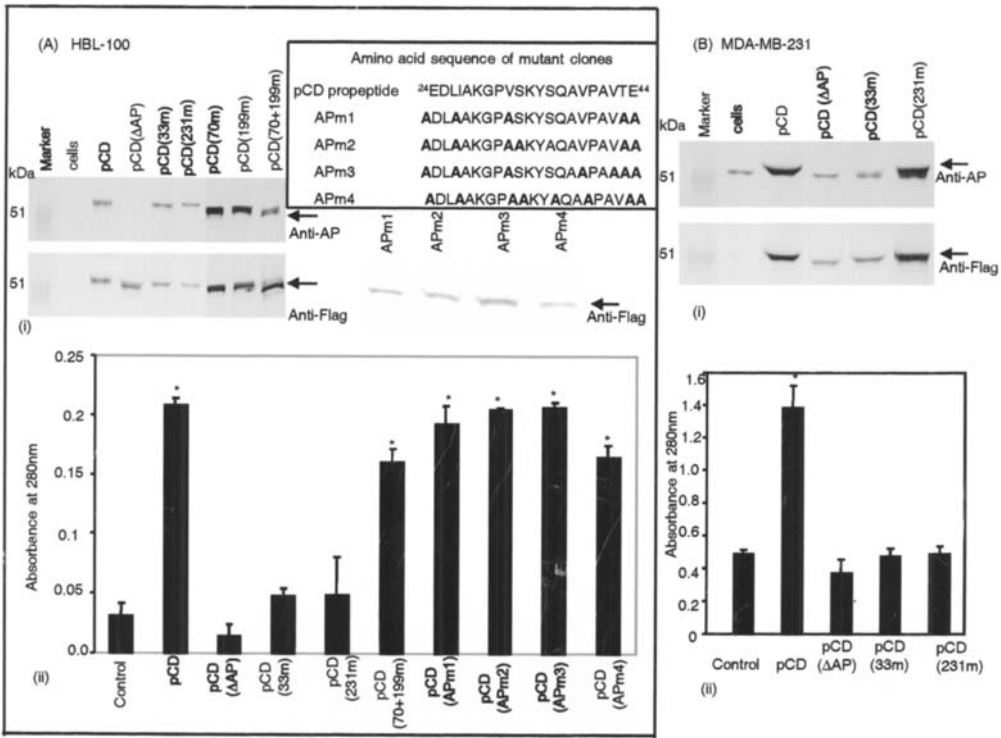 (A) HBL-100
Marker
cells
pCD
pCD(ΔAP)
pCD(33m)
pCD(231m)
pCD(70m)
pCD(199m)
pCD(70+199m)
kDa
51
Anti-AP
51
Anti-Flag
(i)
Amino acid sequence of mutant clones
pCD propeptide ²⁴EDLIAKGPVSKYSQAVPAVTE⁴⁴
APm1 ADLAAKGPASKYSQAVPAVAA
APm2 ADLAAKGPAAKYSQAVPAVAA
APm3 ADLAAKGPASKYSQAAPAAAA
APm4 ADLAAKGPAAKYAQAAPAVAA
APm1
APm2
APm3
APm4
Anti-Flag
(B) MDA-MB-231
Marker
cells
pCD
pCD (ΔAP)
pCD(33m)
pCD(231m)
kDa
51
Anti-AP
51
Anti-Flag
(i)
Absorbance at 280nm
0.25
0.2
0.15
0.1
0.05
0.0
*
*
*
*
*
*
Control
pCD
pCD
(ΔAP)
pCD
(33m)
pCD
(231m)
pCD
(70+199m)
pCD
(APm1)
pCD
(APm2)
pCD
(APm3)
pCD
(APm4)
(ii)
Absorbance at 280nm
1.6
1.4
1.2
1.0
0.8
0.6
0.4
0.2
0
*
Control
pCD
pCD
(ΔAP)
pCD
(33m)
pCD
(231m)
(ii)